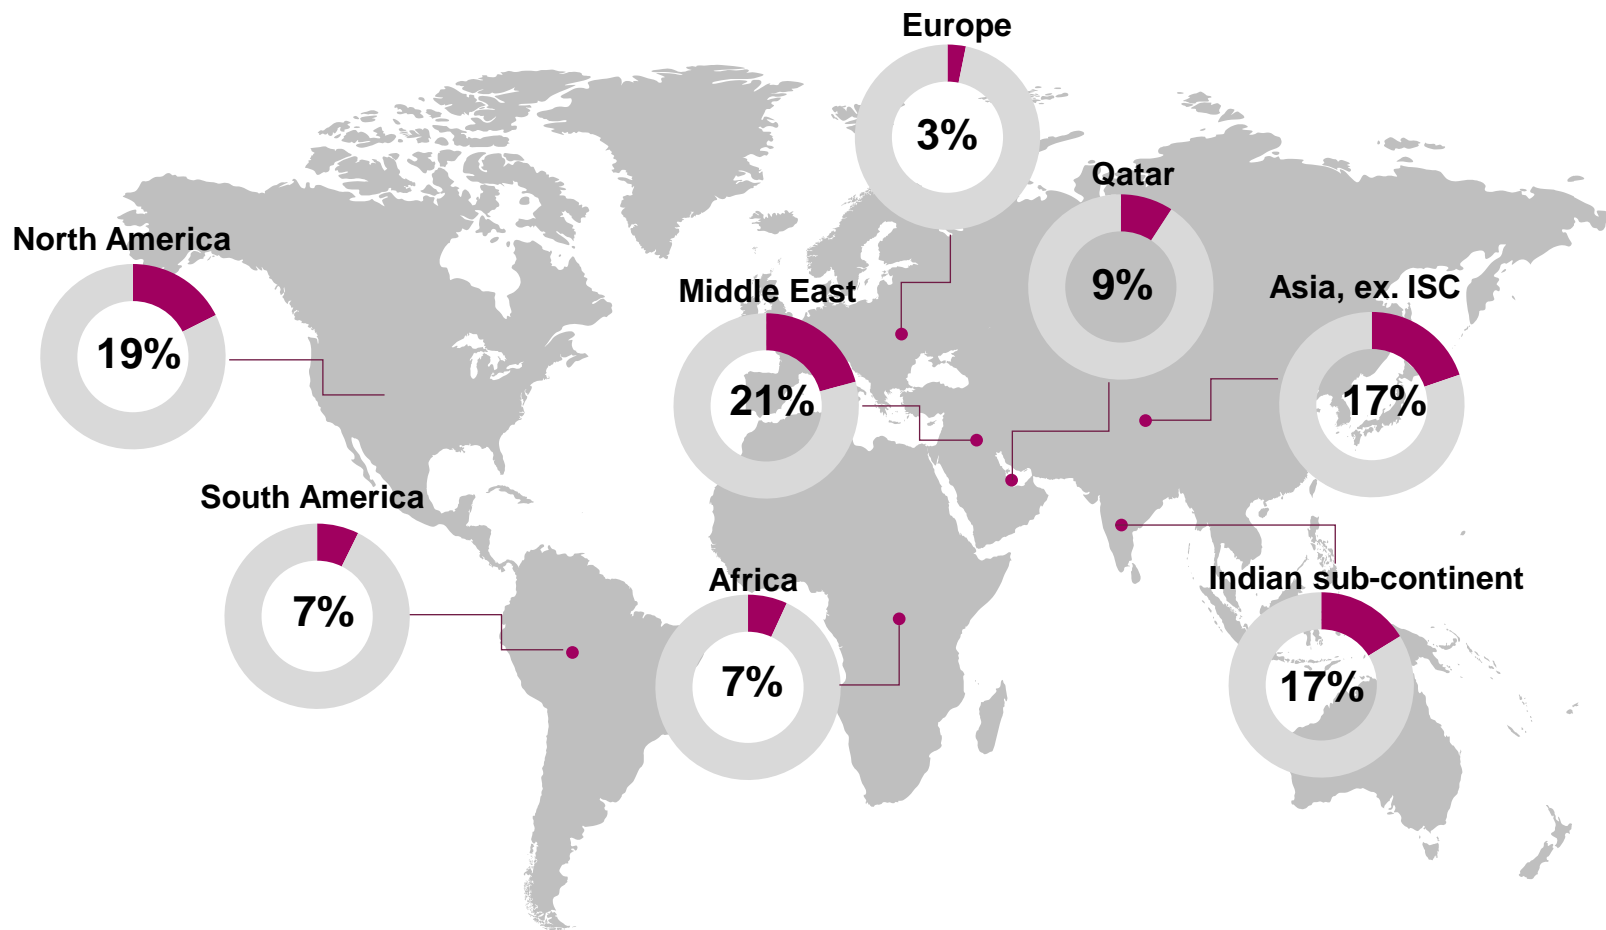 Europe
3%
Qatar
9%
North America
19%
Middle East
21%
Asia, ex. ISC
17%
South America
7%
Africa
7%
Indian sub-continent
17%